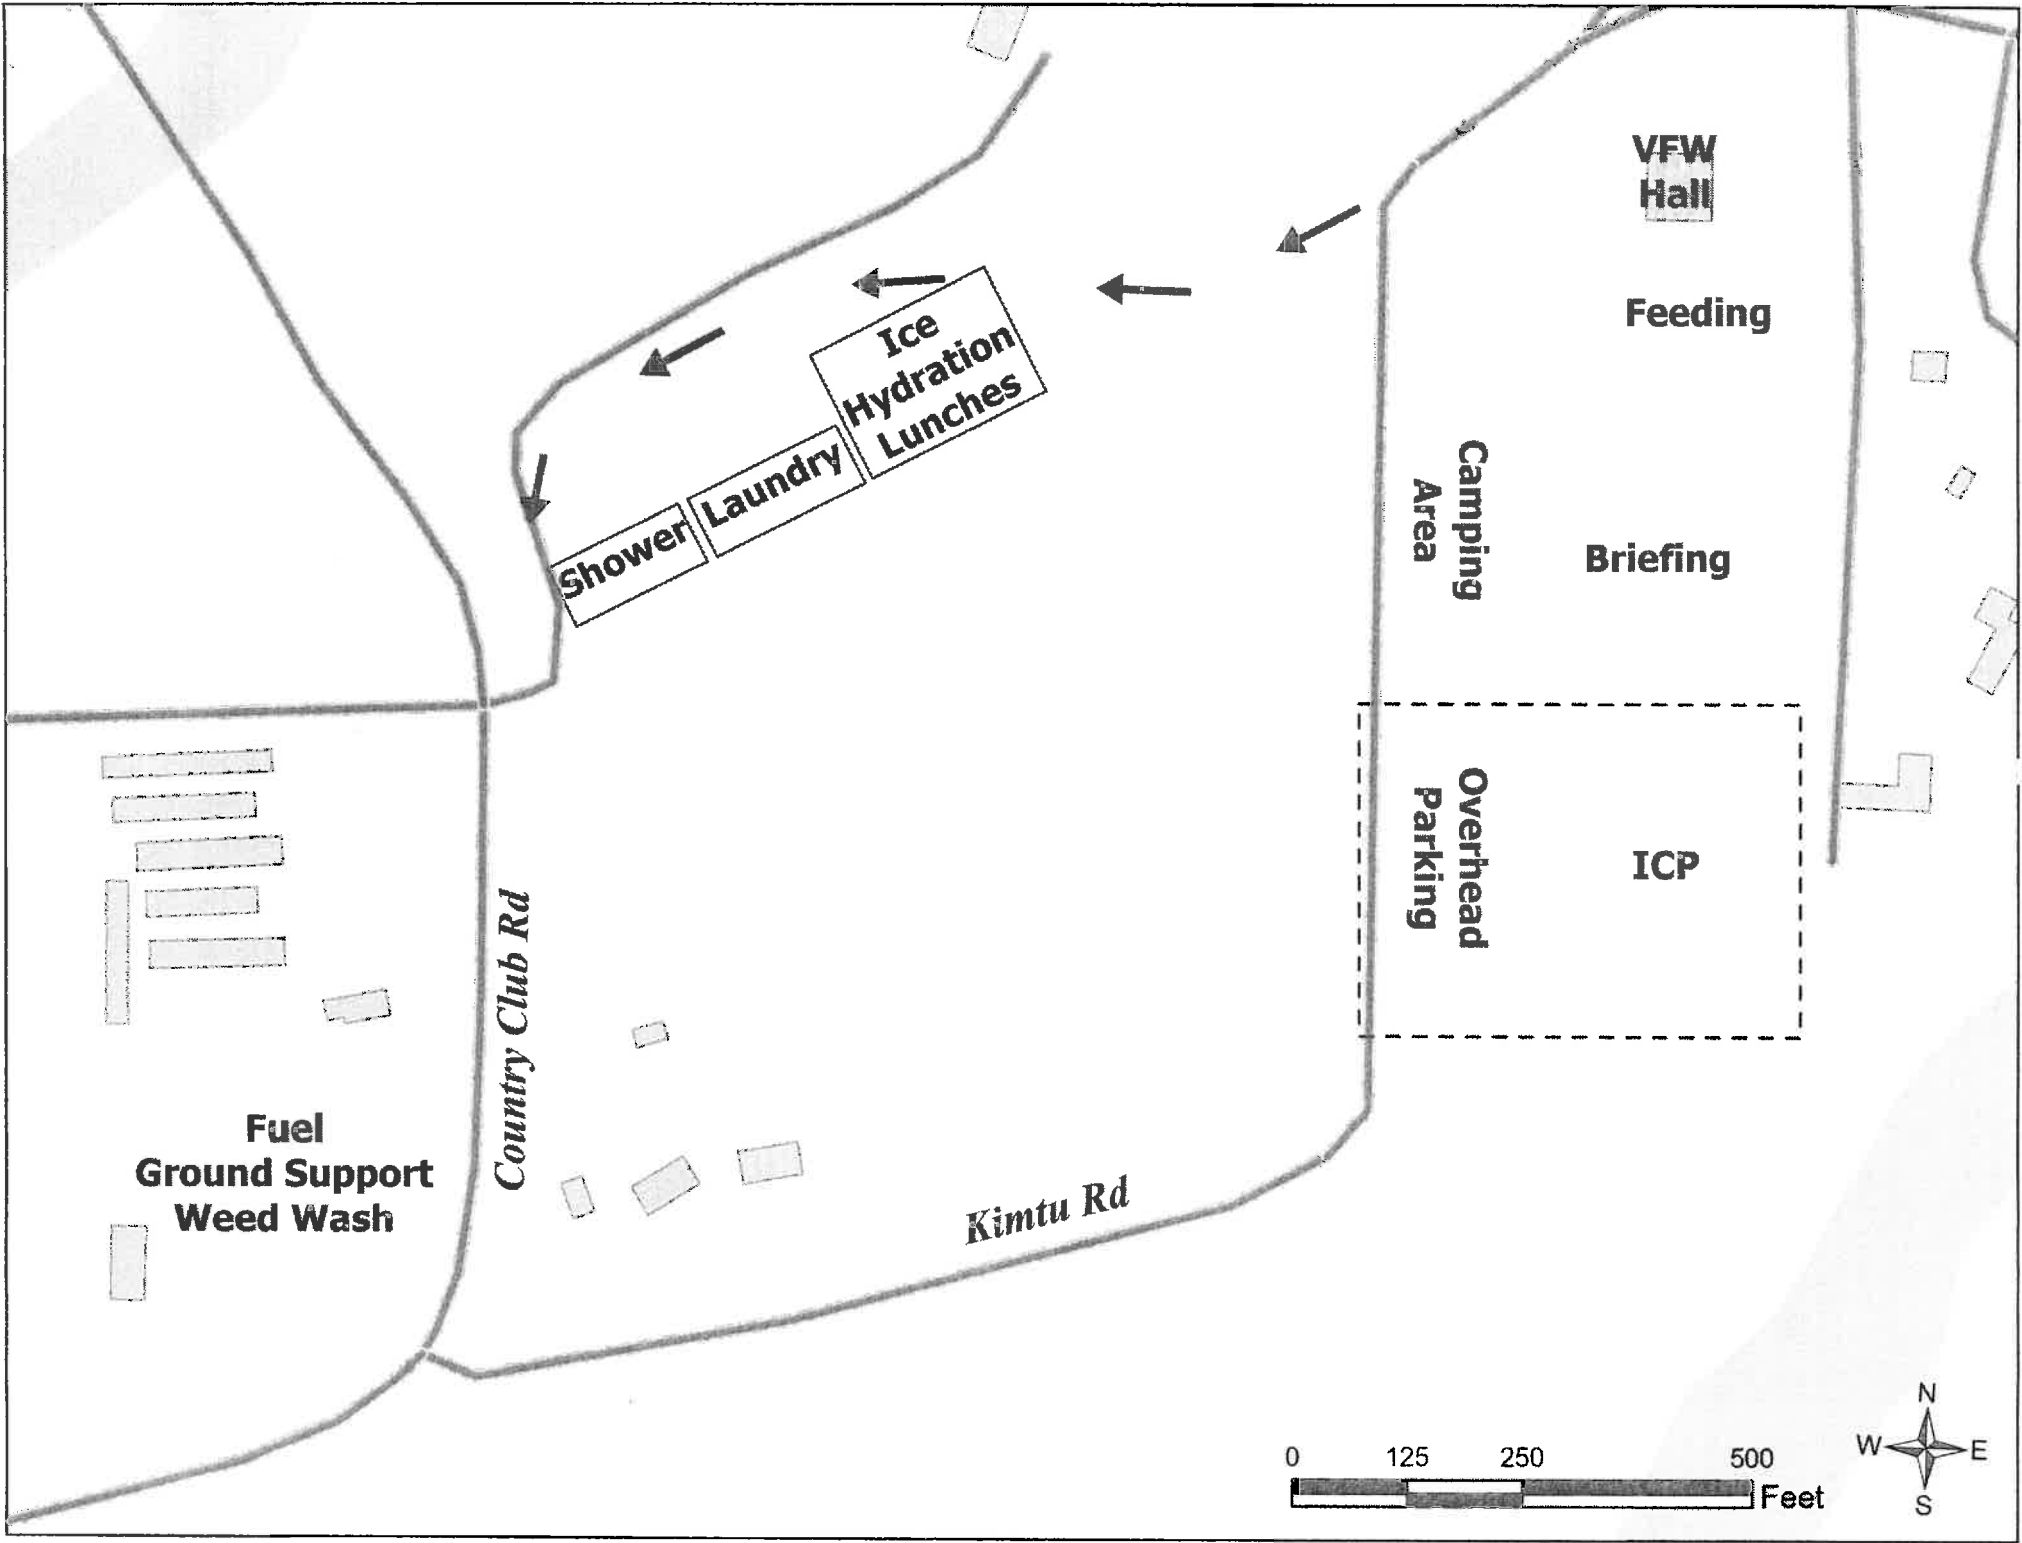 VFW
Hall
Feeding
Ice
Hydration
Lunches
Laundry
Shower
Camping
Area
Briefing
Overhead
Parking
ICP
Country Club Rd
Fuel
Ground Support
Weed Wash
Kimtu Rd
N
W E
S
0 125 250 500
Feet